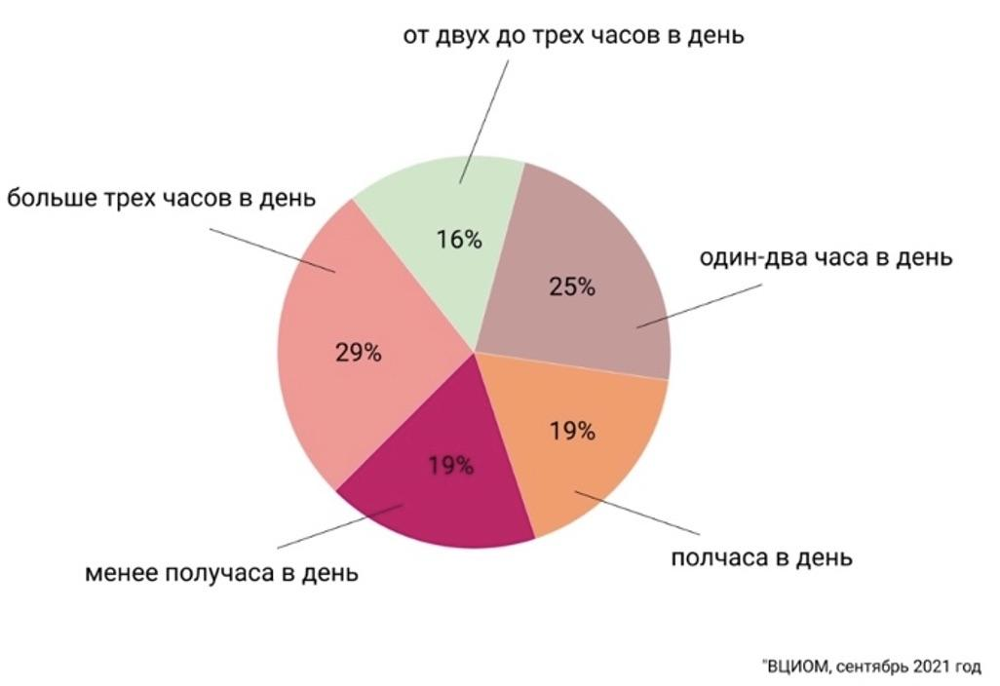 от двух до трех часов в день
больше трех часов в день
16%
один-два часа в день
25%
29%
19%
19%
полчаса в день
менее получаса в день
"ВЦИОМ, сентябрь 2021 год